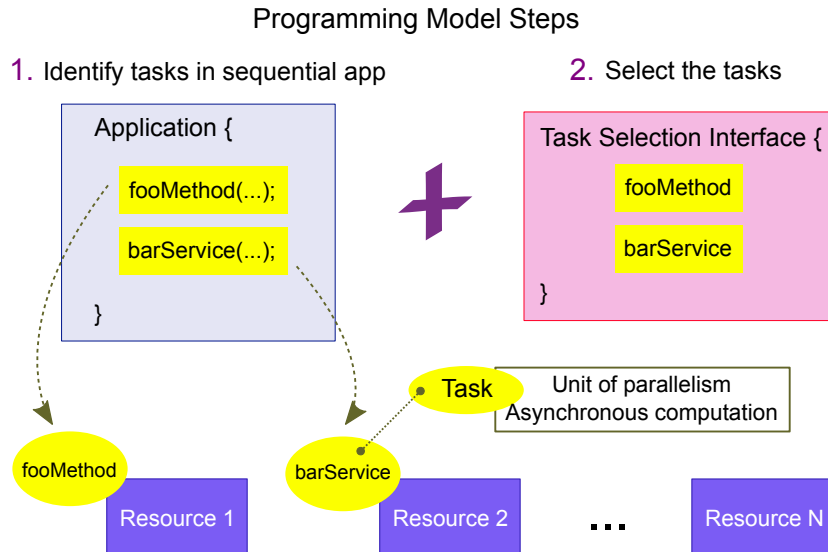 Programming Model Steps
1. Identify tasks in sequential app
2. Select the tasks
Application {
fooMethod(...);
barService(...);
}
Task Selection Interface {
fooMethod
barService
}
Task
Unit of parallelism
Asynchronous computation
fooMethod
barService
Resource 1
Resource 2
...
Resource N